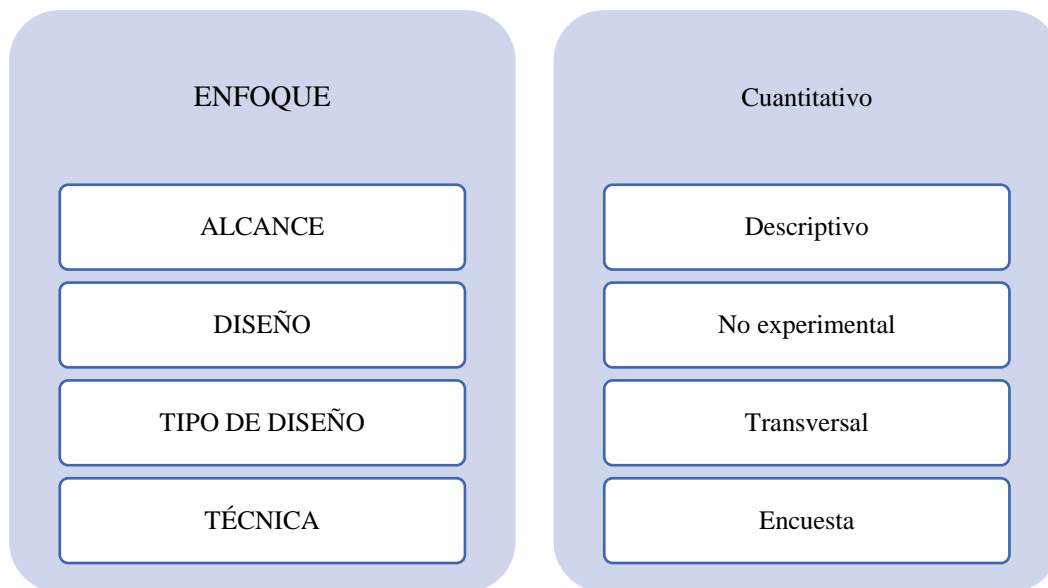 ENFOQUE
ALCANCE
DISEÑO
TIPO DE DISEÑO
TÉCNICA
Cuantitativo
Descriptivo
No experimental
Transversal
Encuesta